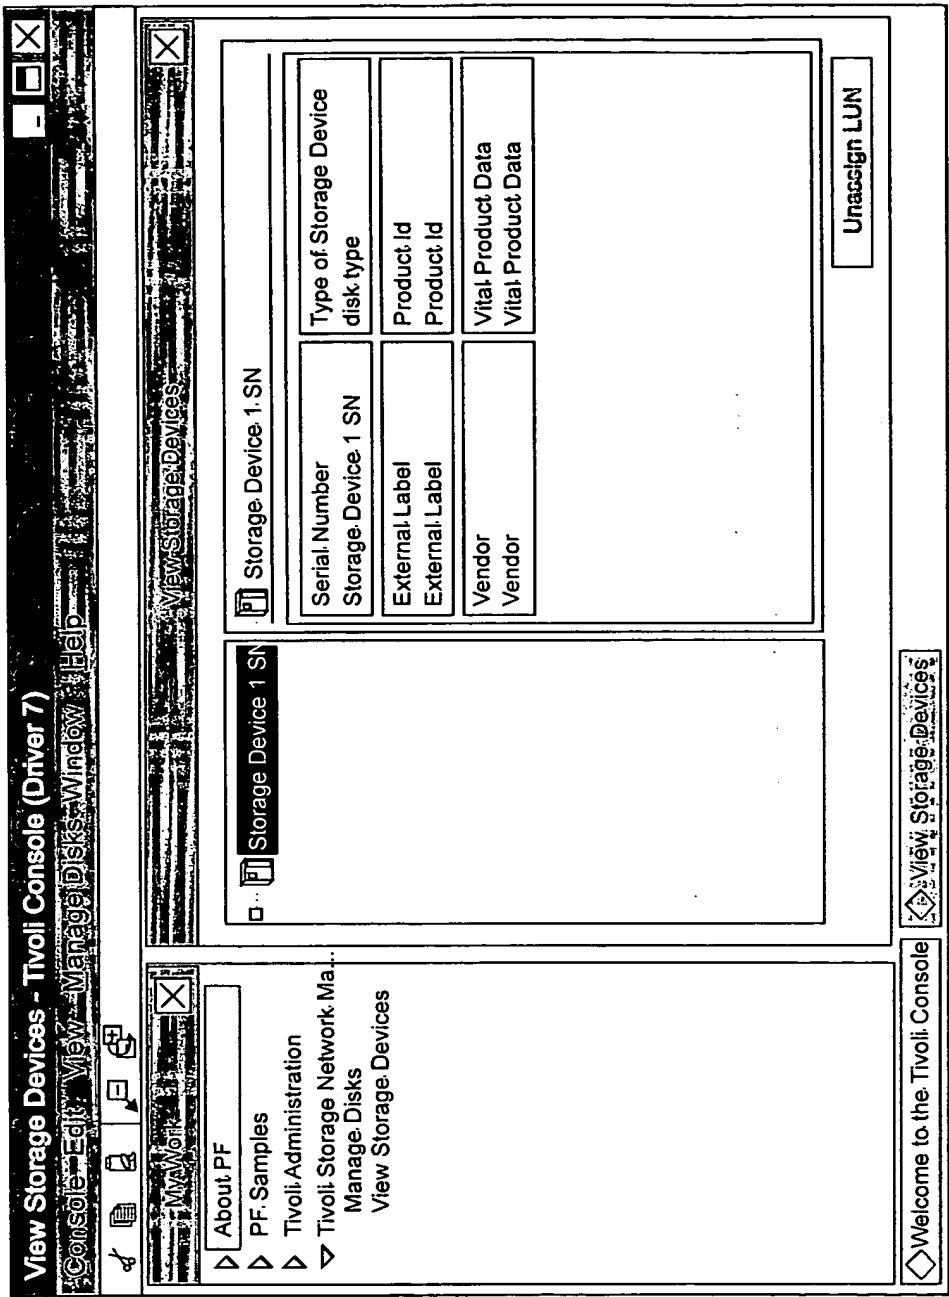 View Storage Devices - Tivoli Console (Driver 7)
Console Edit View Manage Disks Window Help
My Work
About PF
PF Samples
Tivoli Administration
Tivoli Storage Network Ma...
Manage Disks
View Storage Devices
View Storage Devices
Storage Device 1 SN
Storage Device 1 SN
Serial Number
Storage Device 1 SN
Type of Storage Device
disk type
External Label
External Label
Product Id
Product Id
Vendor
Vendor
Vital Product Data
Vital Product Data
Unassign LUN
Welcome to the Tivoli Console
View Storage Devices